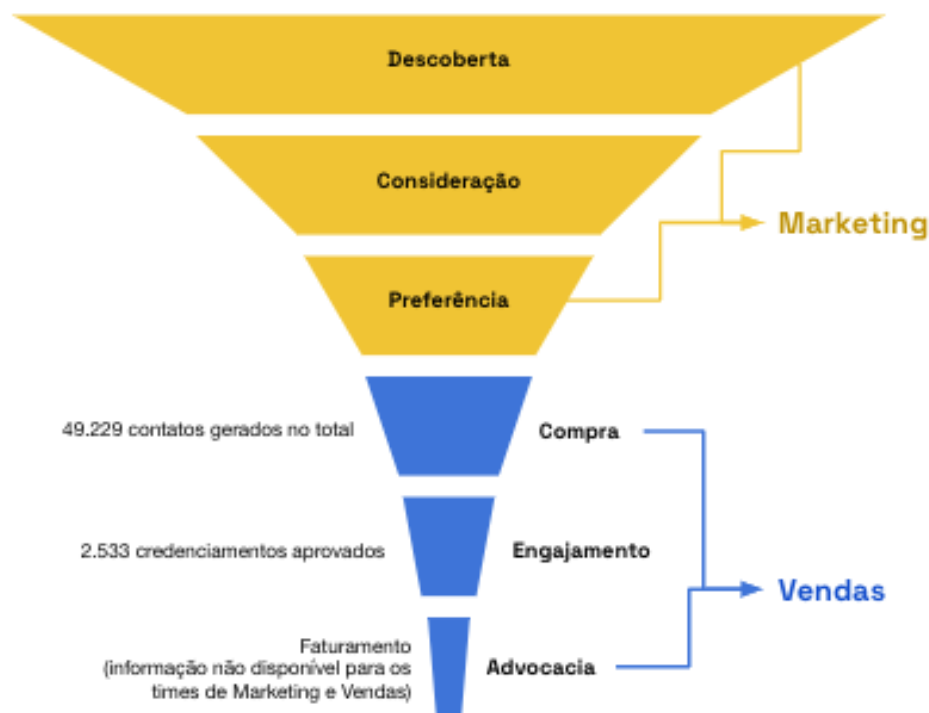 Descoberta
Consideração
Marketing
Preferência
49.229 contatos gerados no total
Compra
2.533 credenciamentos aprovados
Engajamento
Vendas
Faturamento
(informação não disponível para os
times de Marketing e Vendas)
Advocacia